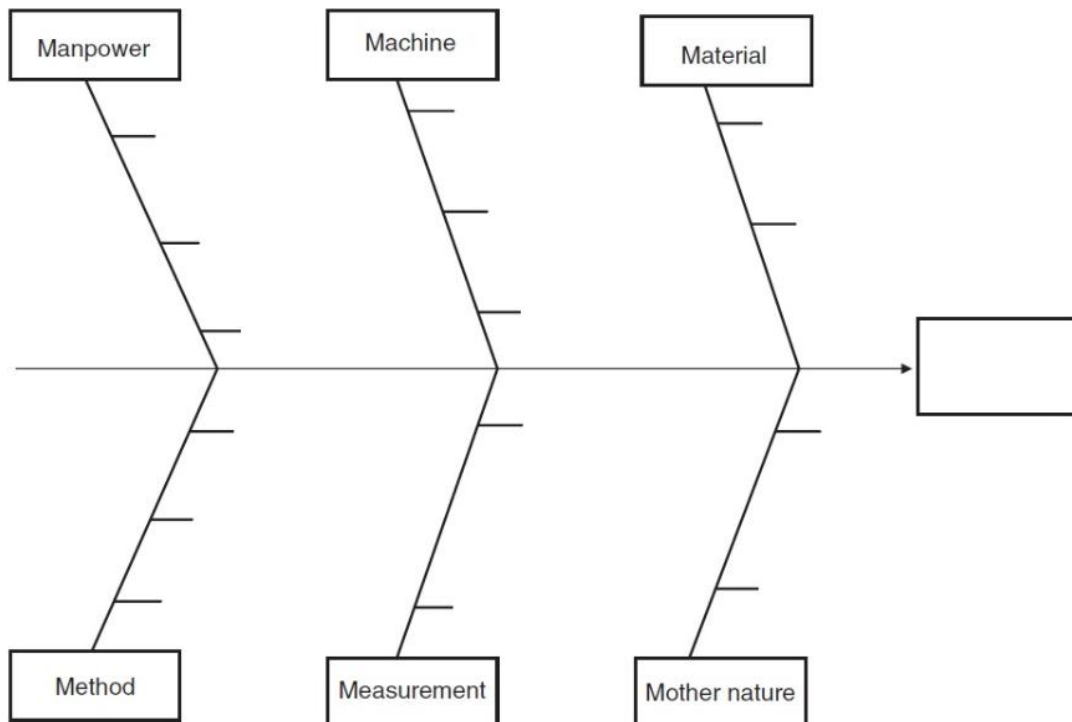 Manpower
Machine
Material
Method
Measurement
Mother nature